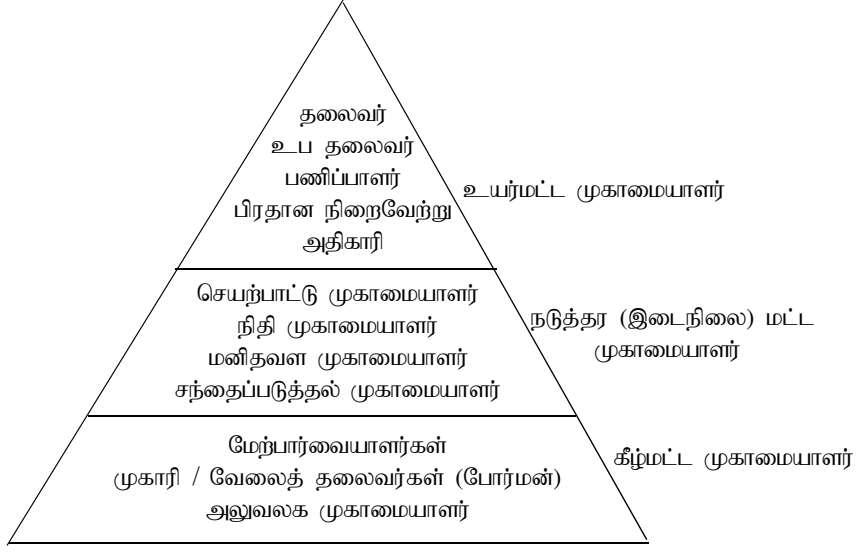 தலைவர்
உப தலைவர்
பணிப்பாளர்
பிரதான நிறைவேற்று
அதிகாரி
உயர்மட்ட முகாமையாளர்
செயற்பாட்டு முகாமையாளர்
நிதி முகாமையாளர்
மனிதவள முகாமையாளர்
சந்தைப்படுத்தல் முகாமையாளர்
நடுத்தர (இடைநிலை) மட்ட
முகாமையாளர்
மேற்பார்வையாளர்கள்
முகாரி / வேலைத் தலைவர்கள் (போர்மன்)
அலுவலக முகாமையாளர்
கீழ்மட்ட முகாமையாளர்